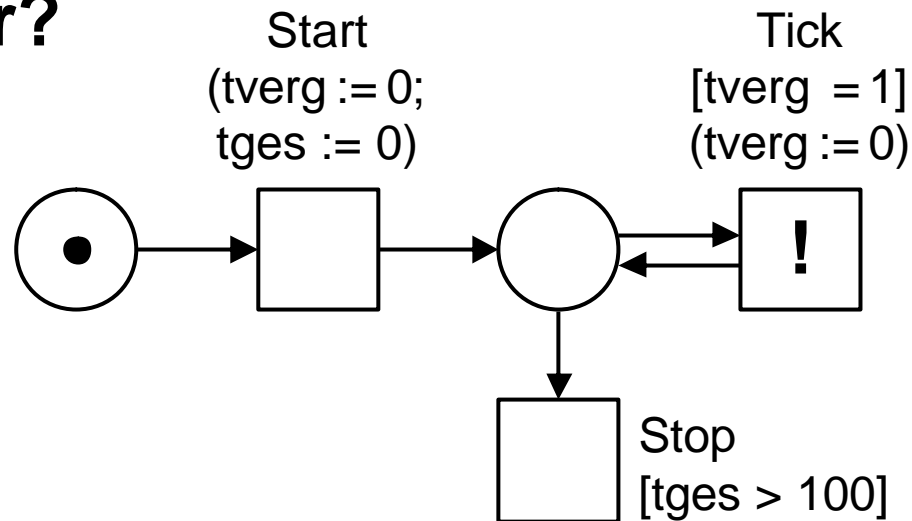 r?
Start
(tverg := 0;
tges := 0)
Tick
[tverg = 1]
(tverg := 0)
!
Stop
[tges > 100]